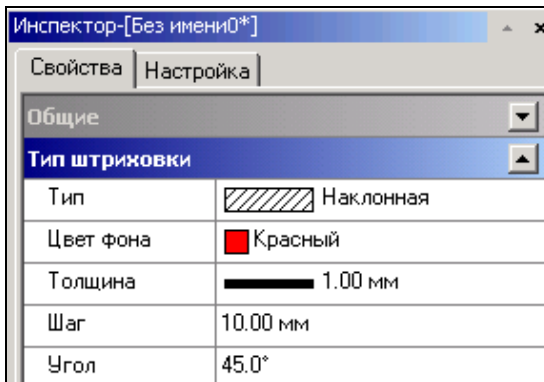 Инспектор-[Без имени0*]
Свойства Настройка
Общие
Тип штриховки
Тип Наклонная
Цвет фона Красный
Толщина 1.00 мм
Шаг 10.00 мм
Угол 45.0°